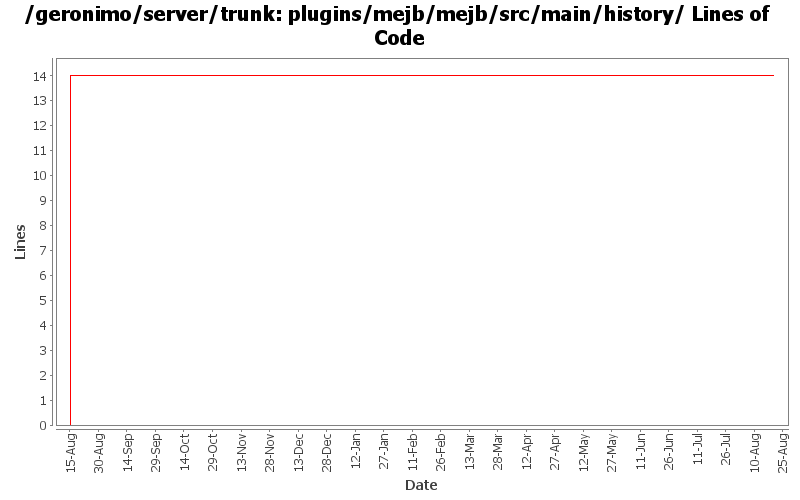 /geronimo/server/trunk: plugins/mejb/mejb/src/main/history/ Lines of
Code
Lines
14
13
12
11
10
9
8
7
6
5
4
3
2
1
0
15-Aug
30-Aug
14-Sep
29-Sep
14-Oct
29-Oct
13-Nov
28-Nov
13-Dec
28-Dec
12-Jan
27-Jan
11-Feb
26-Feb
13-Mar
28-Mar
12-Apr
27-Apr
12-May
27-May
11-Jun
26-Jun
11-Jul
26-Jul
10-Aug
25-Aug
Date